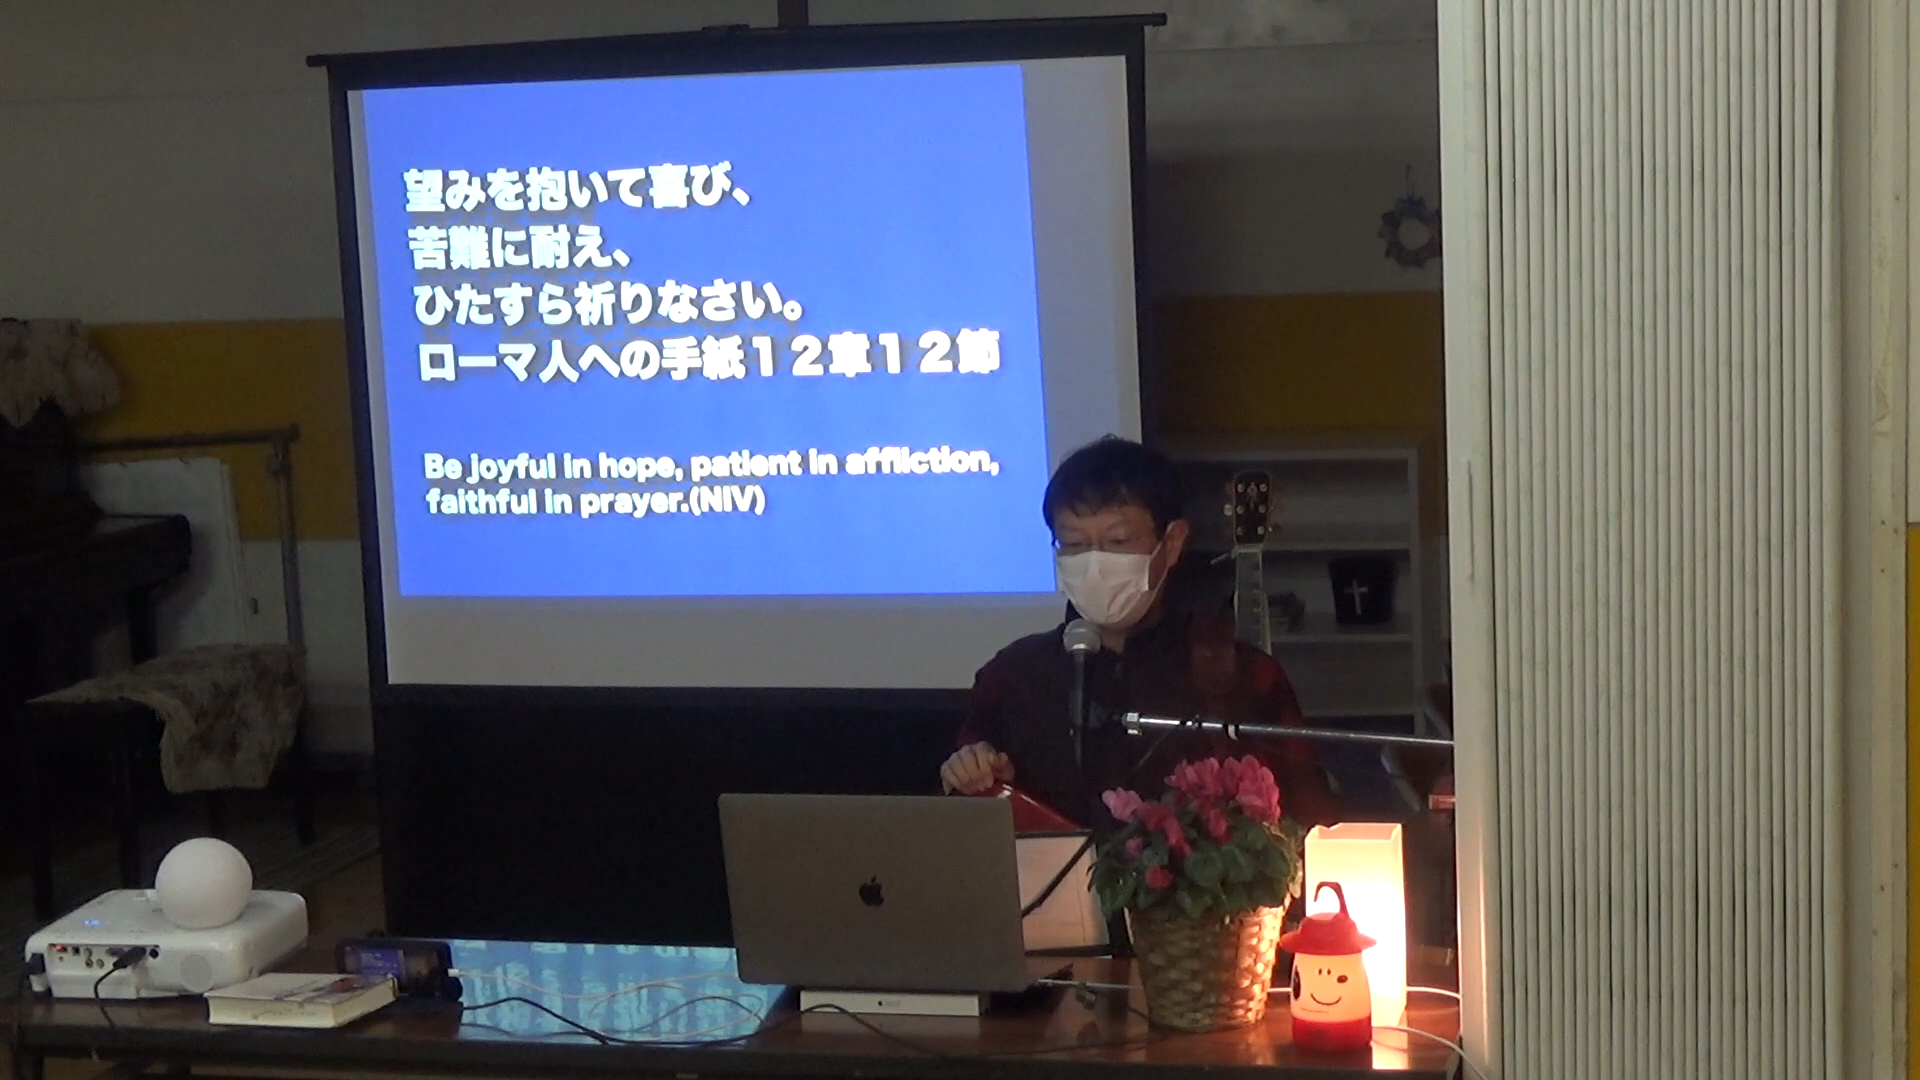 望みを抱いて喜び、
苦難に耐え、
ひたすら祈りなさい。
ローマ人への手紙１２章１２節
Be joyful in hope, patient in affliction,
faithful in prayer.(NIV)